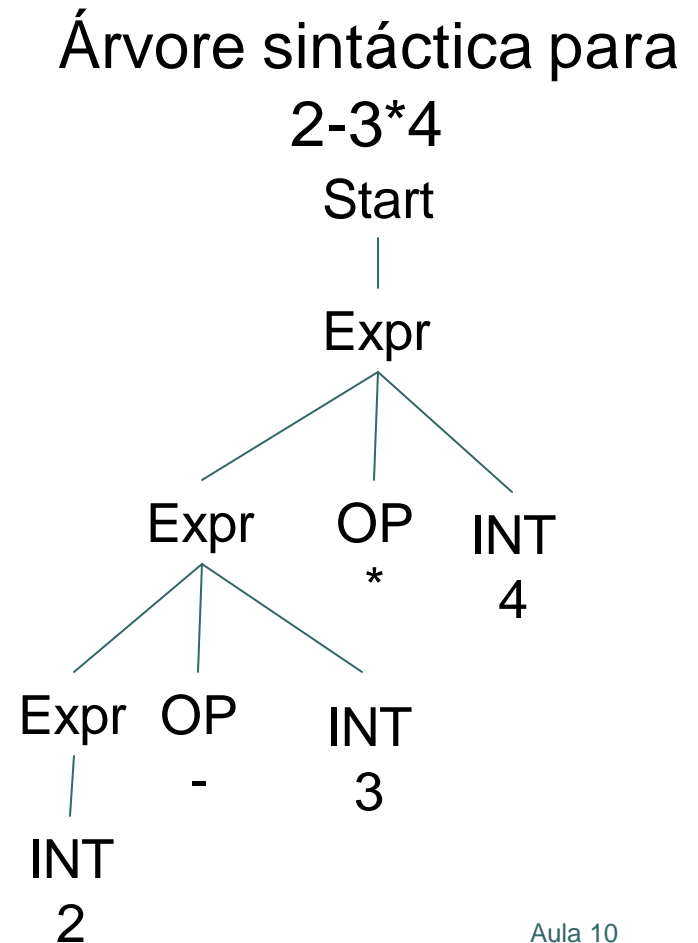 Árvore sintáctica para
2-3*4
Start
Expr
Expr OP INT
* 4
Expr OP INT
- 3
INT
2
Aula 10